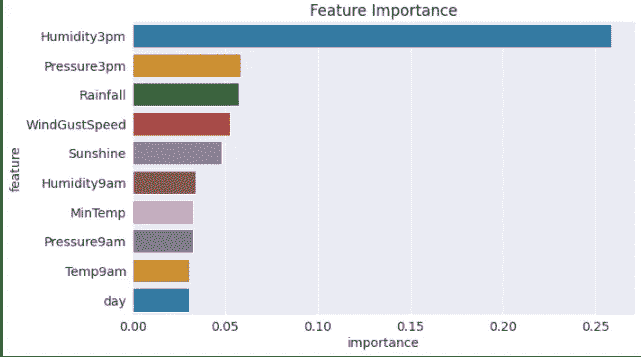 Feature Importance
Humidity3pm
Pressure3pm
Rainfall
WindGustSpeed
Sunshine
Humidity9am
MinTemp
Pressure9am
Temp9am
day
feature
0.00 0.05 0.10 0.15 0.20 0.25
importance